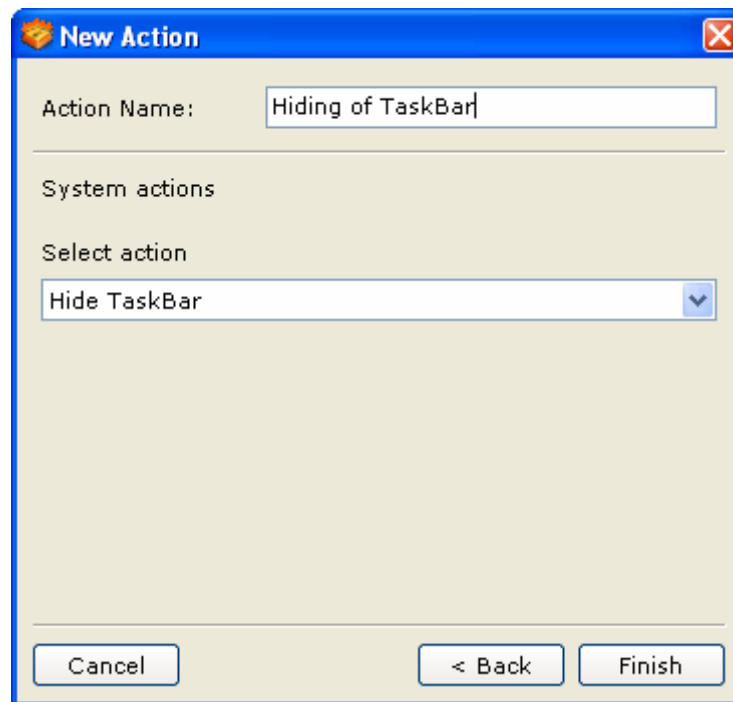 New Action
Action Name: Hiding of TaskBar
System actions
Select action
Hide TaskBar
Cancel < Back Finish